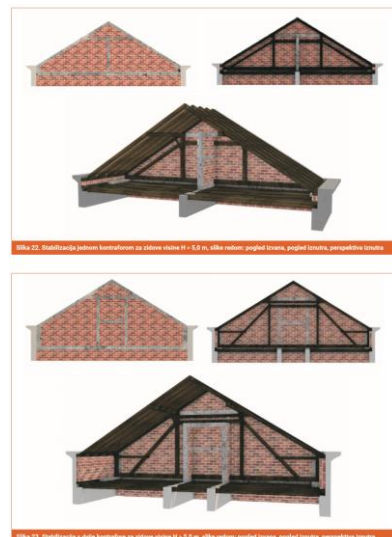 Slika 22. Stabilizacija jednom kontraforom za zidove visine H < 5,0 m, slike redom: pogled izvana, pogled iznutra, perspektiva iznutra
Slika 23. Stabilizacija s dvije kontrafore za zidove visine H > 5,0 m, slike redom: pogled izvana, pogled iznutra, perspektiva iznutra